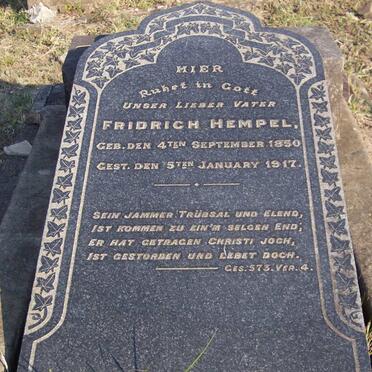 HIER
Ruhet in Gott
UNSER LIEBER VATER
FRIDRICH HEMPEL,
GEB. DEN 4TEN SEPTEMBER 1850
GEST. DEN 5TEN JANUARY 1917.
SEIN JAMMER TRÜBSAL UND ELEND,
IST KOMMEN ZU EIN'M SELGEN END;
ER HAT GETRAGEN CHRISTI JOCH,
IST GESTORBEN UND LEBET DOCH.
GES. 573. VER. 4.